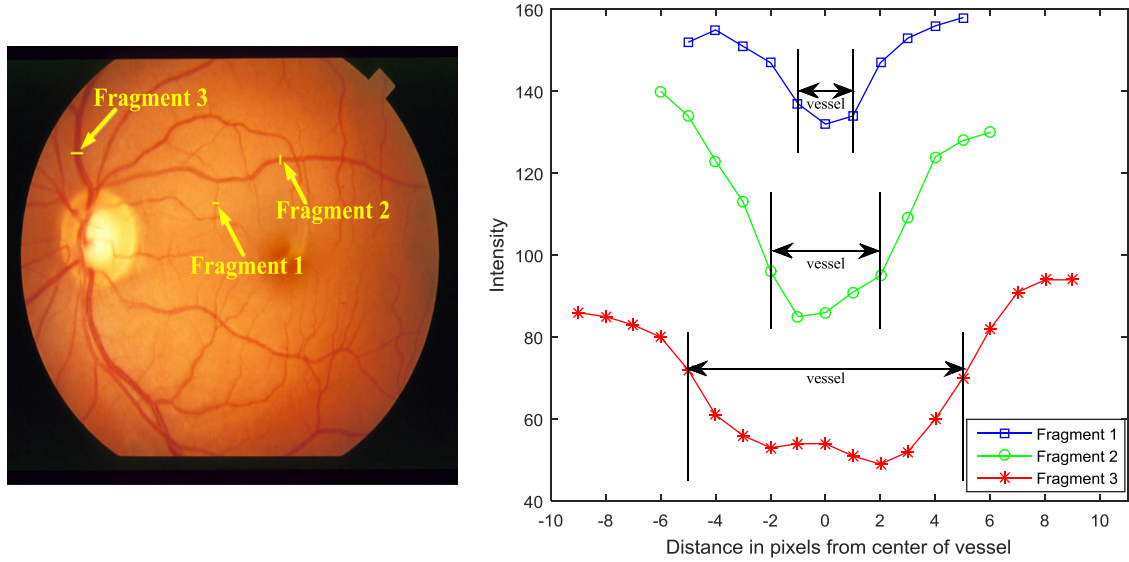 Fragment 3
Fragment 2
Fragment 1
160
140
120
100
80
60
40
-10
-8
-6
-4
-2
0
2
4
6
8
10
Intensity
Distance in pixels from center of vessel
vessel
vessel
vessel
Fragment 1
Fragment 2
Fragment 3